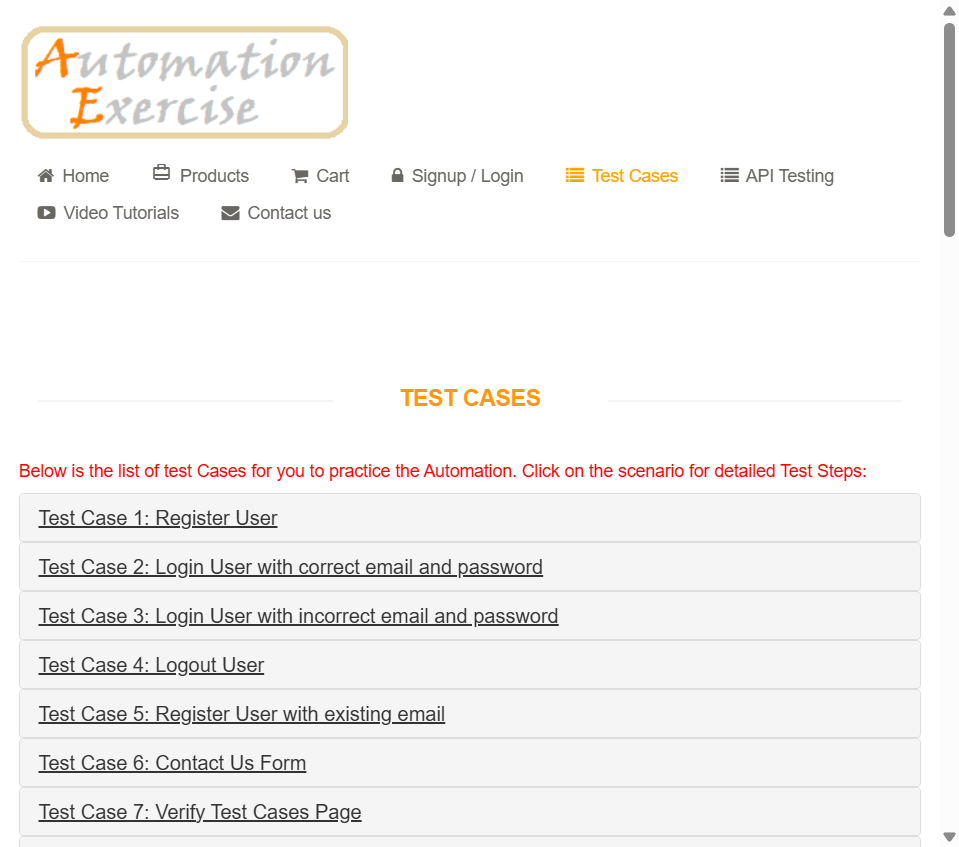 Automation
Exercise
Home Products Cart Signup / Login Test Cases API Testing
Video Tutorials Contact us
TEST CASES
Below is the list of test Cases for you to practice the Automation. Click on the scenario for detailed Test Steps:
Test Case 1: Register User
Test Case 2: Login User with correct email and password
Test Case 3: Login User with incorrect email and password
Test Case 4: Logout User
Test Case 5: Register User with existing email
Test Case 6: Contact Us Form
Test Case 7: Verify Test Cases Page